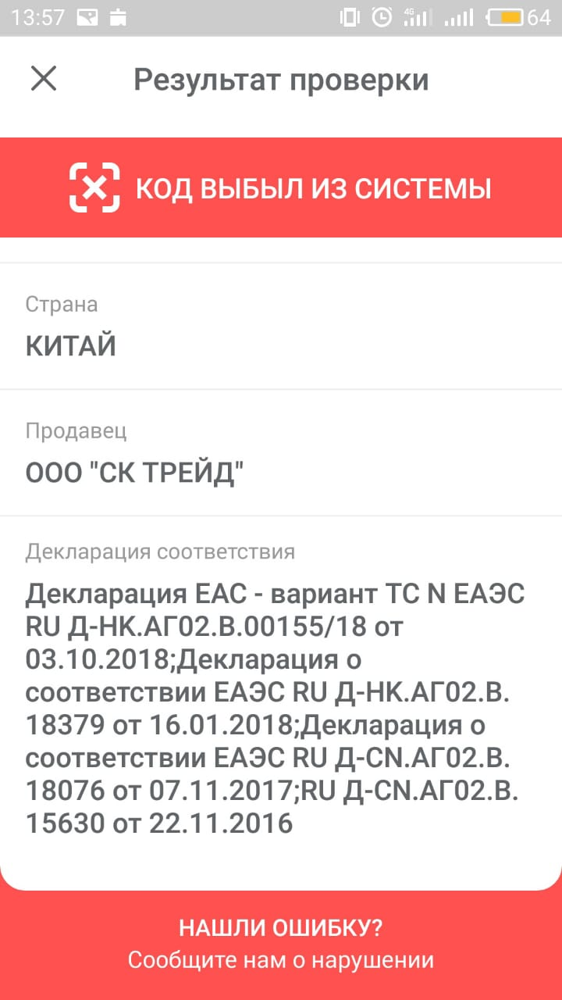 13:57
4G
64
Результат проверки
КОД ВЫБЫЛ ИЗ СИСТЕМЫ
Страна
КИТАЙ
Продавец
ООО "СК ТРЕЙД"
Декларация соответствия
Декларация ЕАС - вариант ТС N ЕАЭС
RU Д-HK.АГ02.В.00155/18 от
03.10.2018;Декларация о
соответствии ЕАЭС RU Д-HK.АГ02.В.
18379 от 16.01.2018;Декларация о
соответствии ЕАЭС RU Д-CN.АГ02.В.
18076 от 07.11.2017;RU Д-CN.АГ02.В.
15630 от 22.11.2016
НАШЛИ ОШИБКУ?
Сообщите нам о нарушении